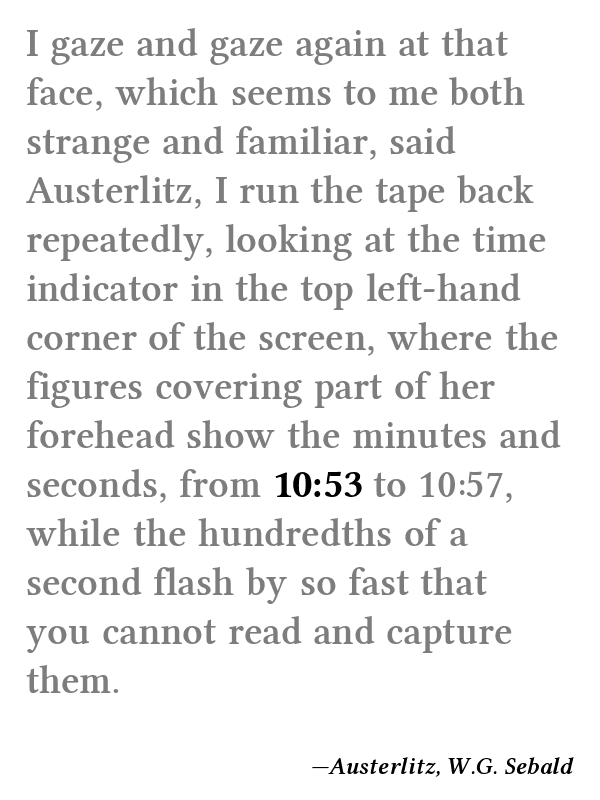 I gaze and gaze again at that
face, which seems to me both
strange and familiar, said
Austerlitz, I run the tape back
repeatedly, looking at the time
indicator in the top left-hand
corner of the screen, where the
figures covering part of her
forehead show the minutes and
seconds, from 10:53 to 10:57,
while the hundredths of a
second flash by so fast that
you cannot read and capture
them.
—Austerlitz, W.G. Sebald